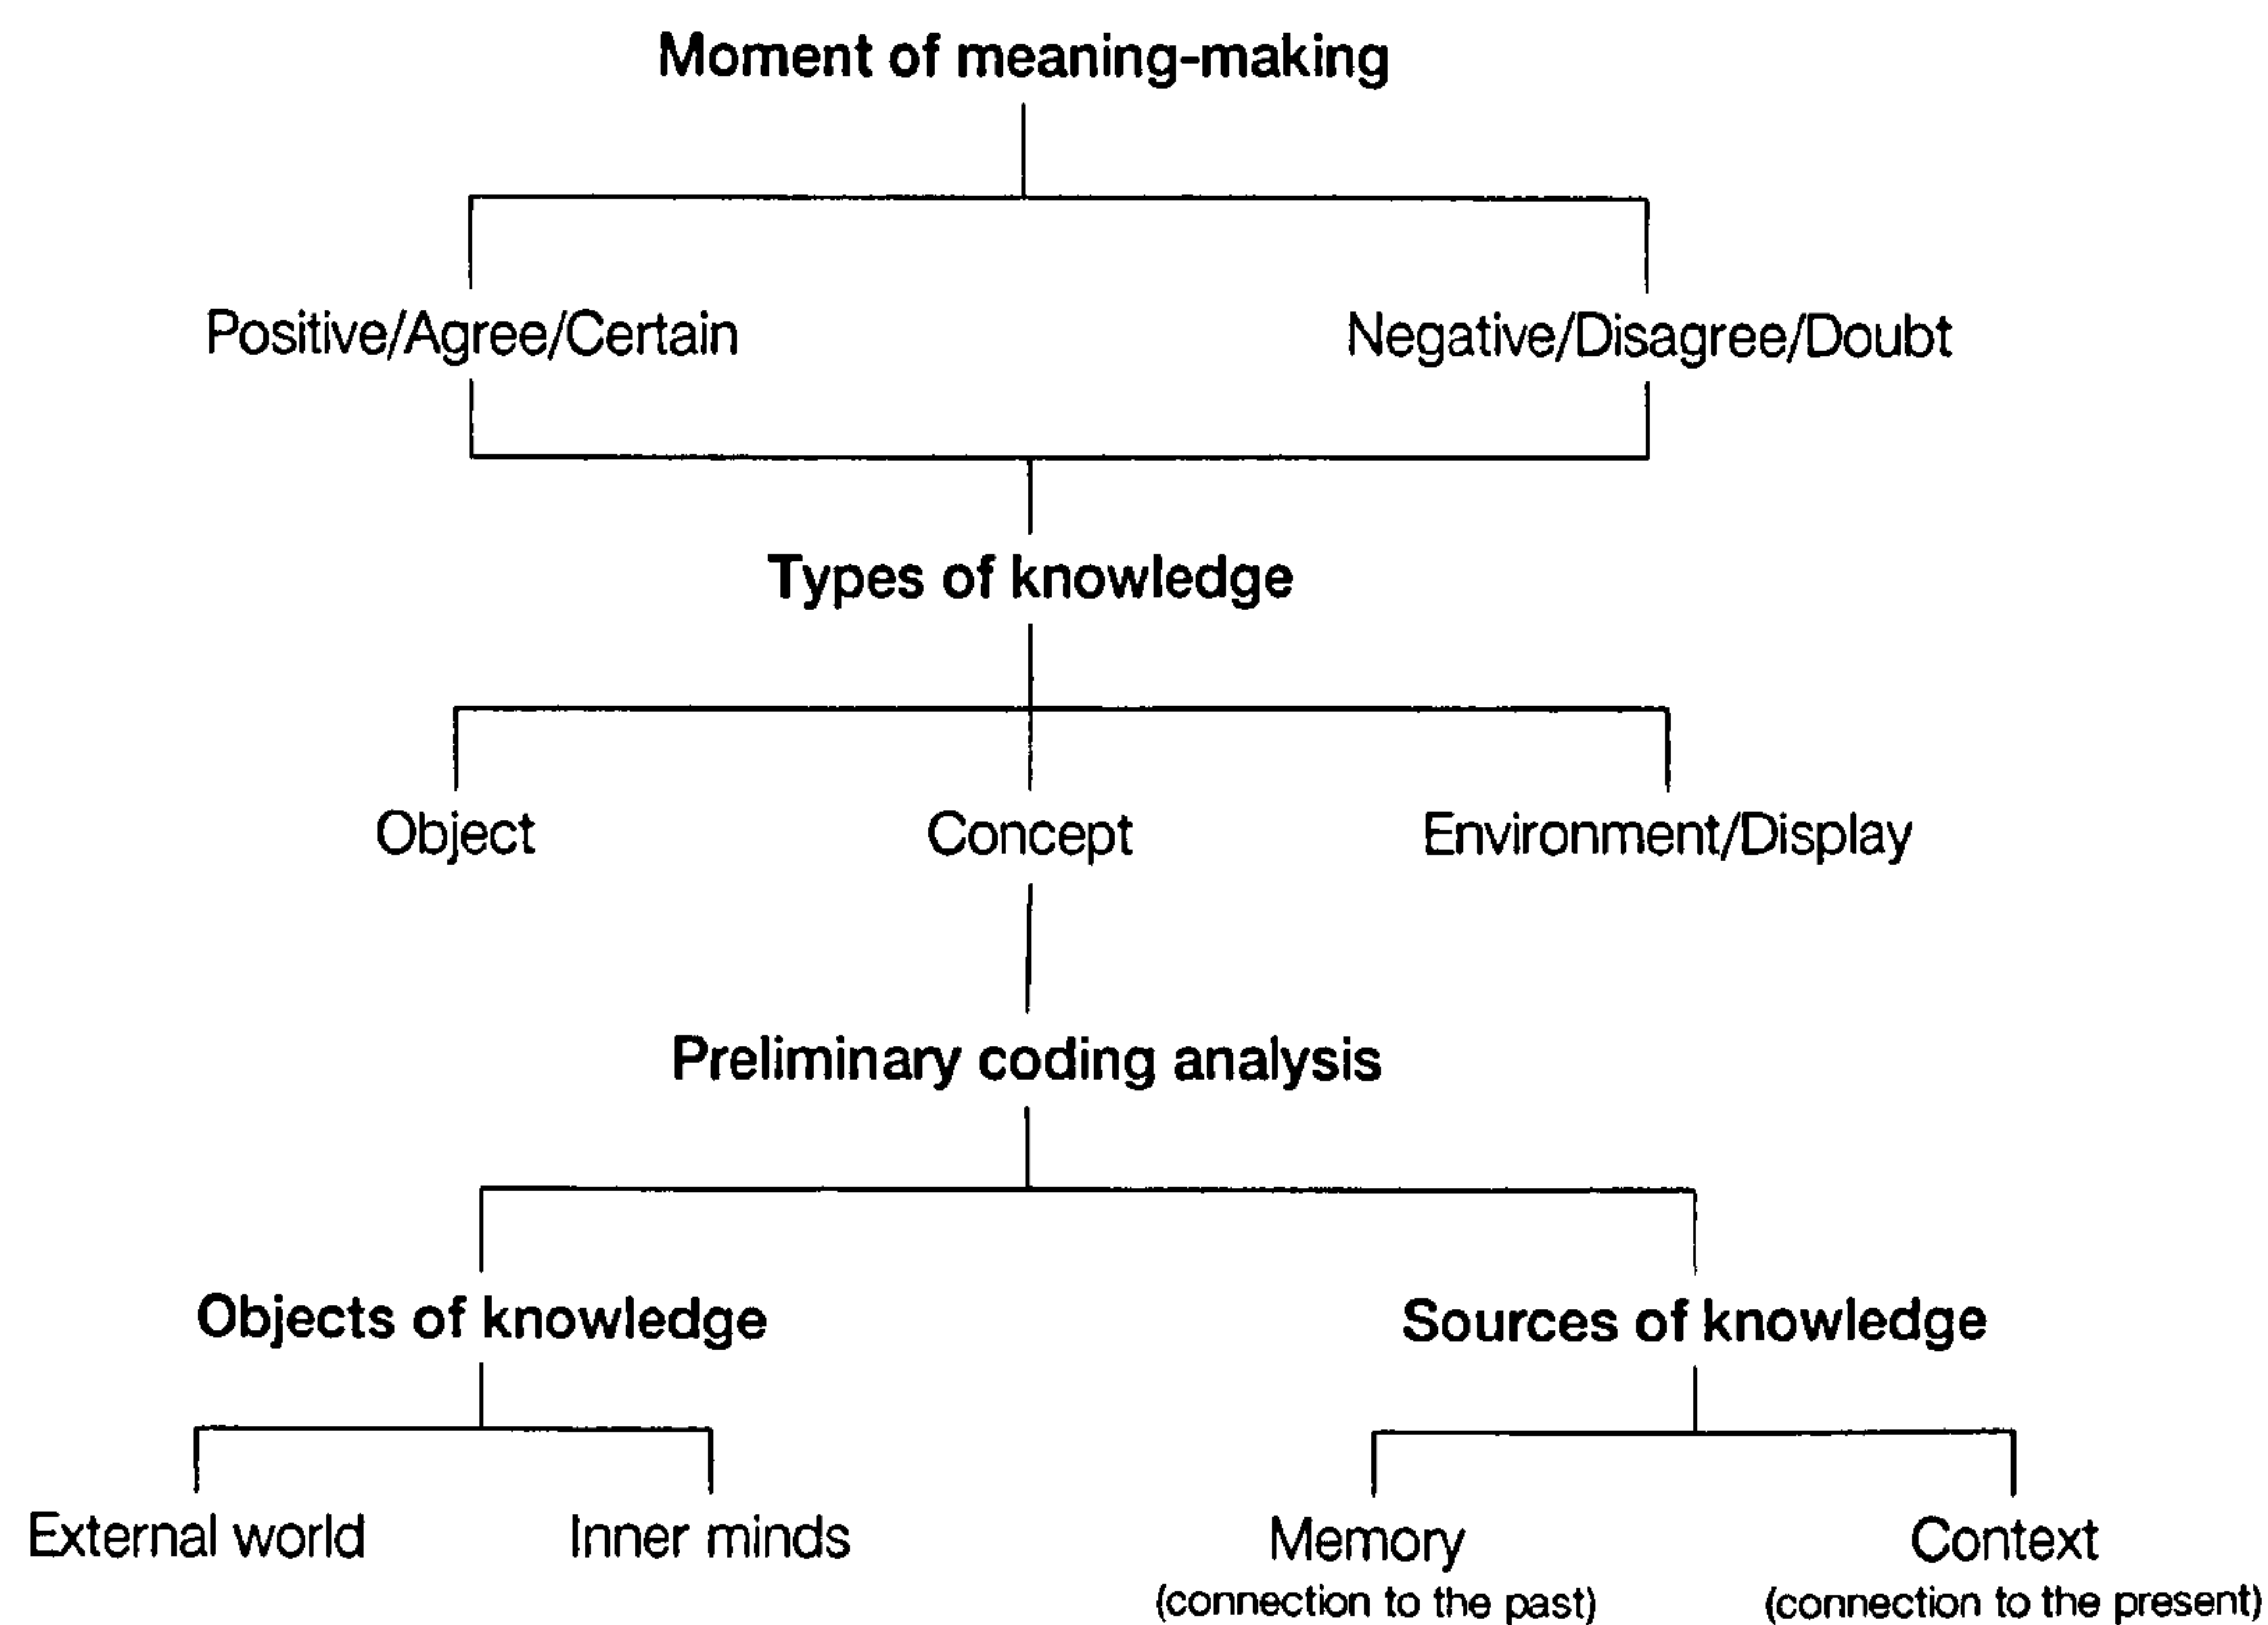 Moment of meaning-making
Positive/Agree/Certain
Negative/Disagree/Doubt
Types of knowledge
Object
Concept
Environment/Display
Preliminary coding analysis
Objects of knowledge
Sources of knowledge
External world
Inner minds
Memory
(connection to the past)
Context
(connection to the present)